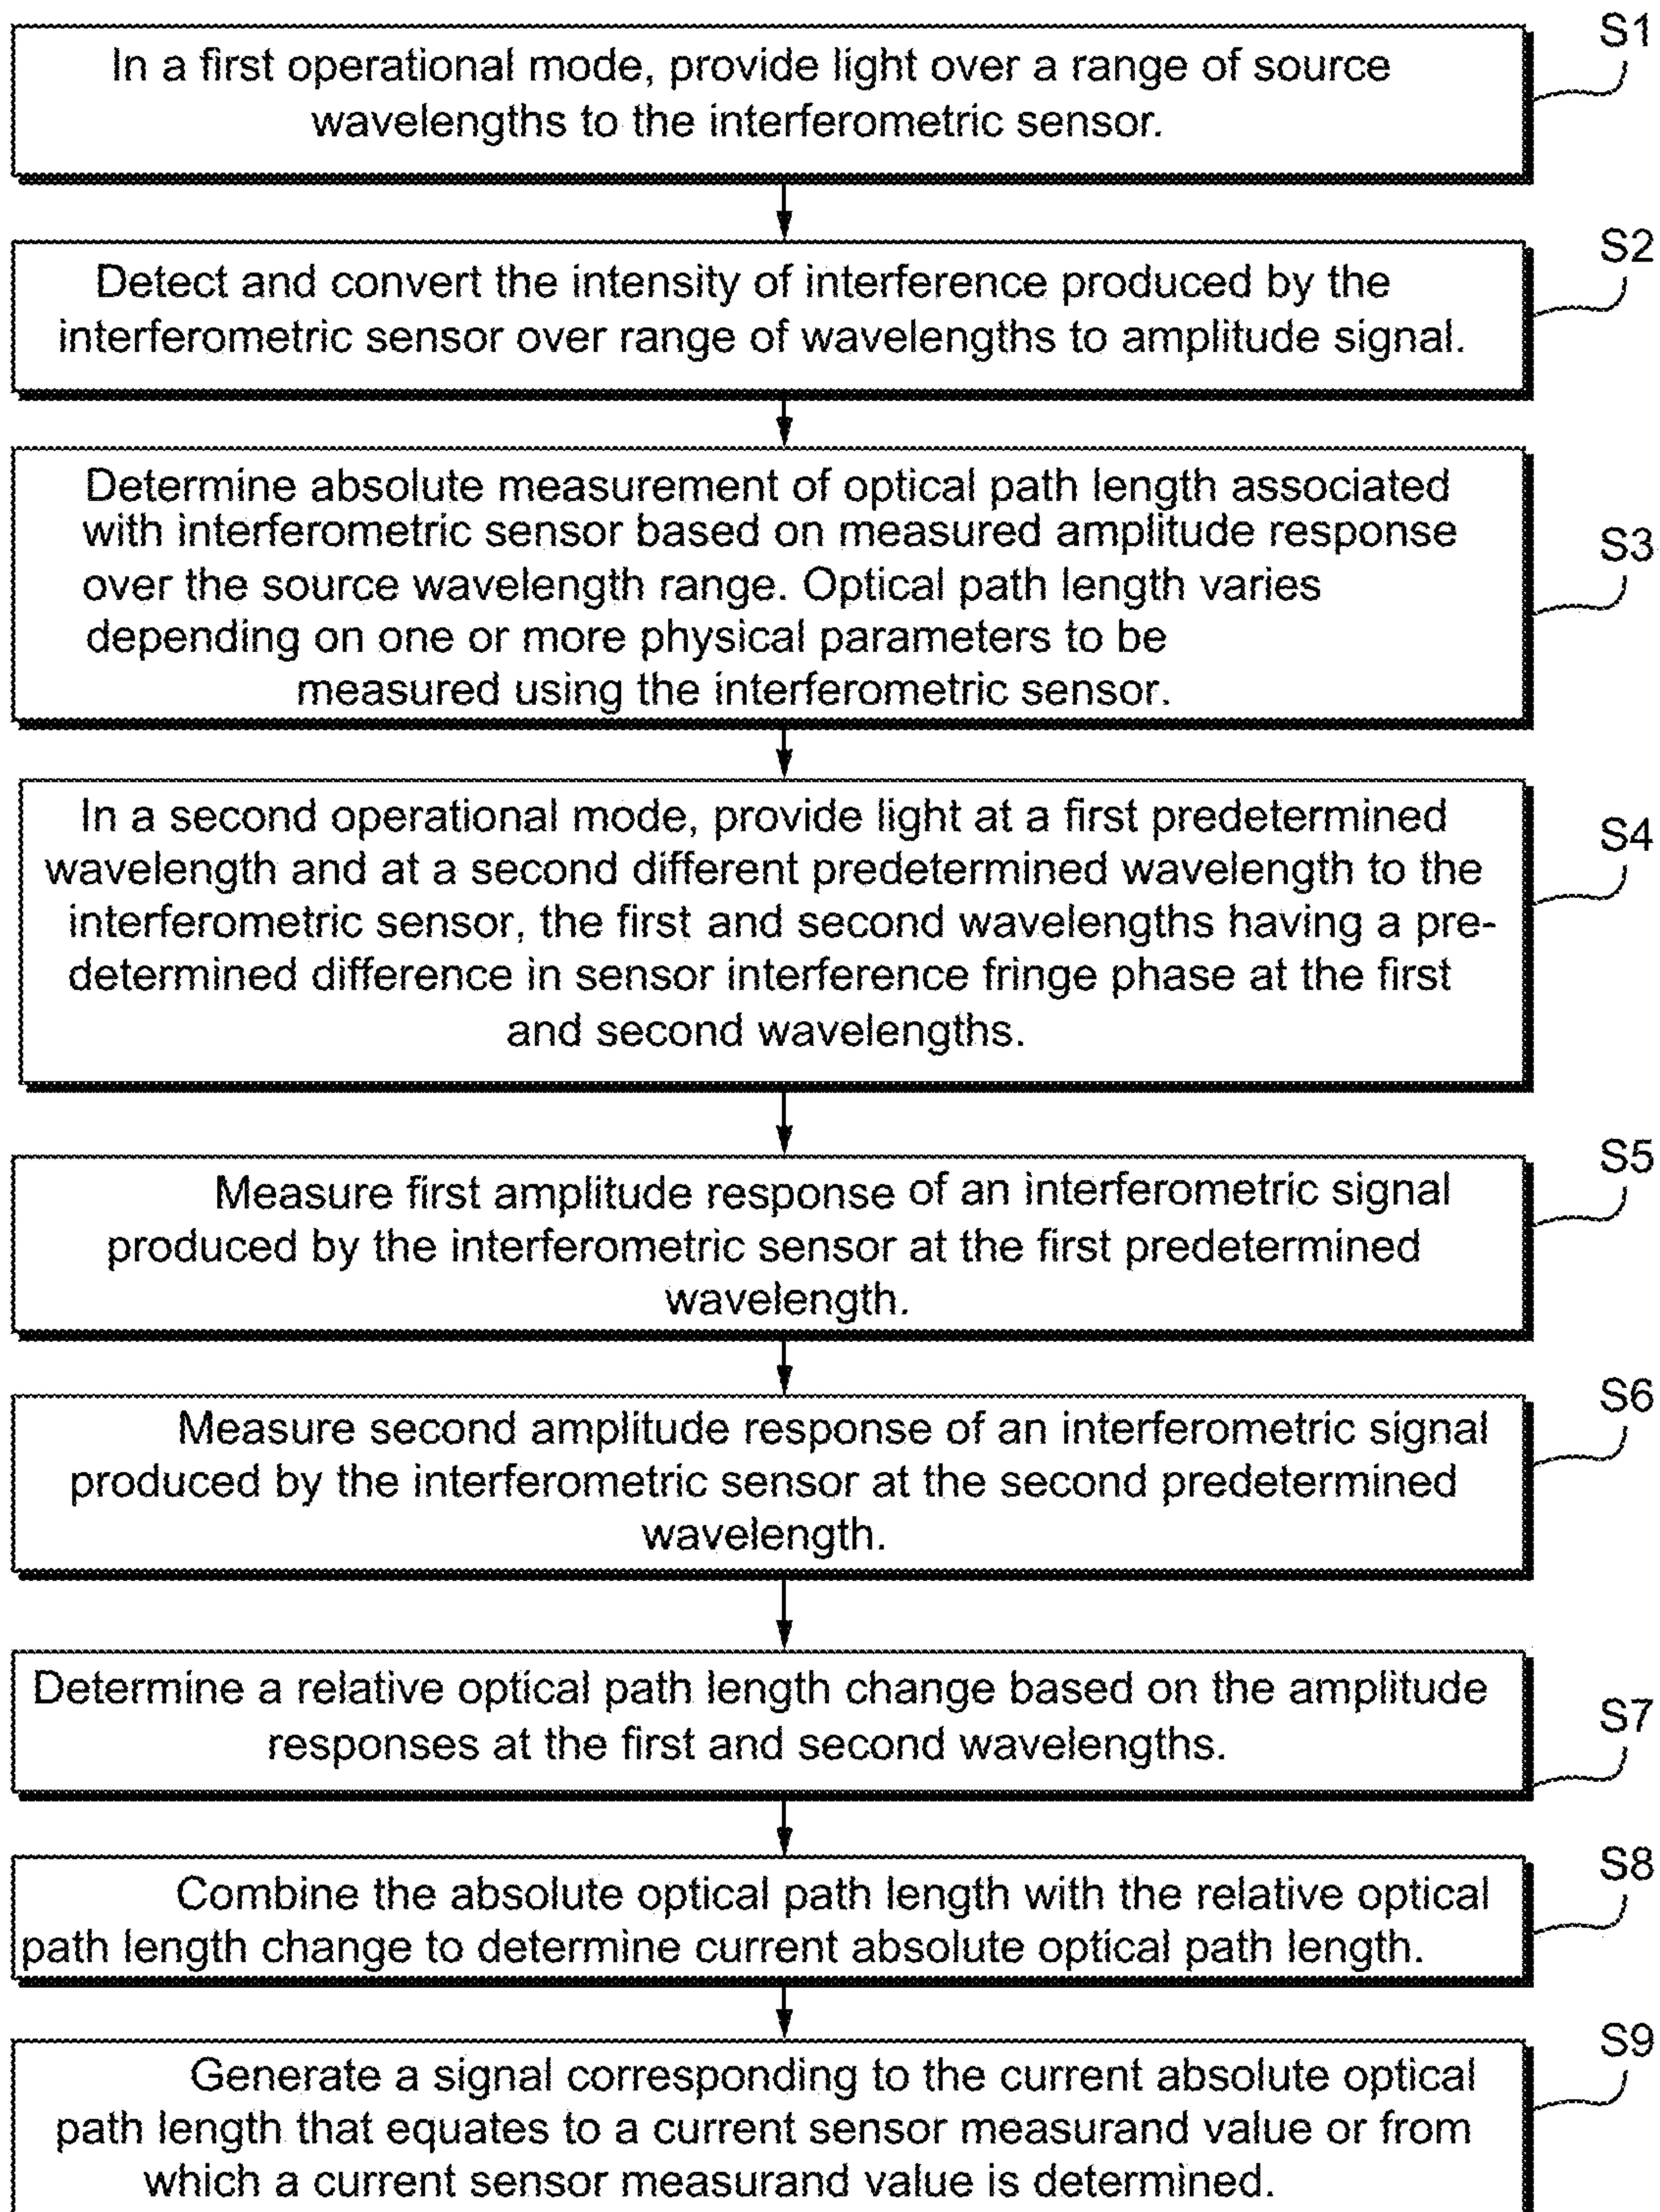 S1
In a first operational mode, provide light over a range of source
wavelengths to the interferometric sensor.
S2
Detect and convert the intensity of interference produced by the
interferometric sensor over range of wavelengths to amplitude signal.
S3
Determine absolute measurement of optical path length associated
with interferometric sensor based on measured amplitude response
over the source wavelength range. Optical path length varies
depending on one or more physical parameters to be
measured using the interferometric sensor.
S4
In a second operational mode, provide light at a first predetermined
wavelength and at a second different predetermined wavelength to the
interferometric sensor, the first and second wavelengths having a pre-
determined difference in sensor interference fringe phase at the first
and second wavelengths.
S5
Measure first amplitude response of an interferometric signal
produced by the interferometric sensor at the first predetermined
wavelength.
S6
Measure second amplitude response of an interferometric signal
produced by the interferometric sensor at the second predetermined
wavelength.
S7
Determine a relative optical path length change based on the amplitude
responses at the first and second wavelengths.
S8
Combine the absolute optical path length with the relative optical
path length change to determine current absolute optical path length.
S9
Generate a signal corresponding to the current absolute optical
path length that equates to a current sensor measurand value or from
which a current sensor measurand value is determined.